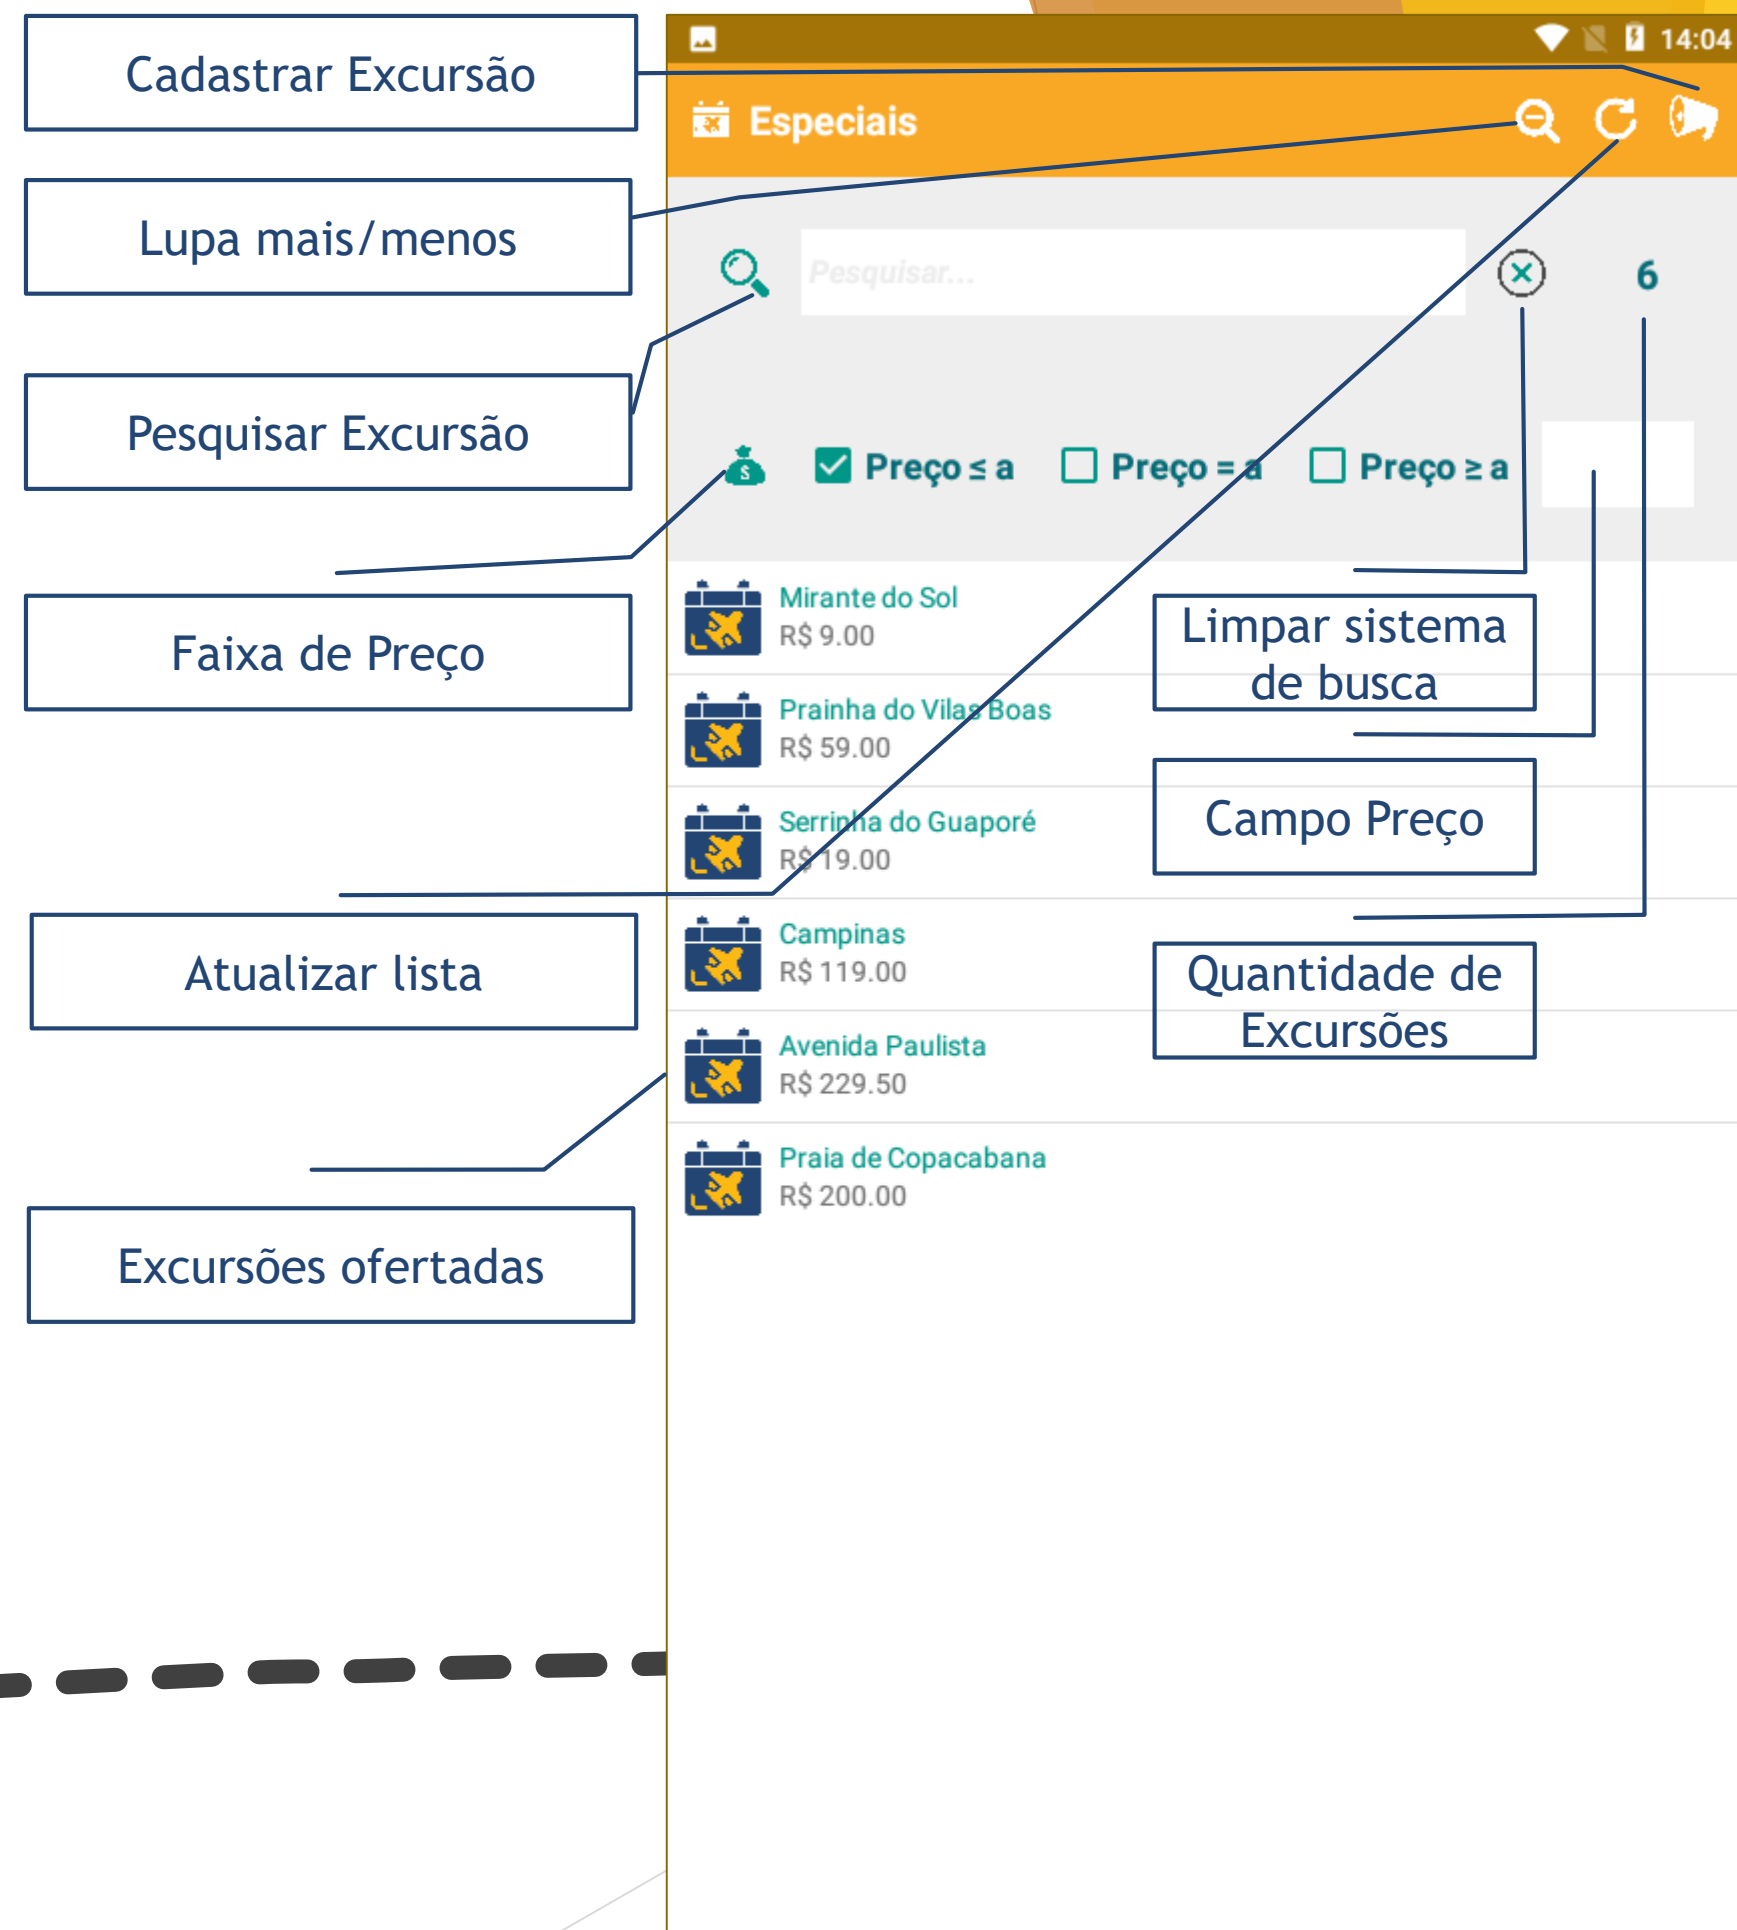 Cadastrar Excursão
Lupa mais/menos
Pesquisar Excursão
Faixa de Preço
Atualizar lista
Excursões ofertadas
14:04
Especiais
Pesquisar...
6
Preço ≤ a
Preço = a
Preço ≥ a
Mirante do Sol
R$ 9.00
Prainha do Vilas Boas
R$ 59.00
Serrinha do Guaporé
R$ 19.00
Campinas
R$ 119.00
Avenida Paulista
R$ 229.50
Praia de Copacabana
R$ 200.00
Limpar sistema
de busca
Campo Preço
Quantidade de
Excursões